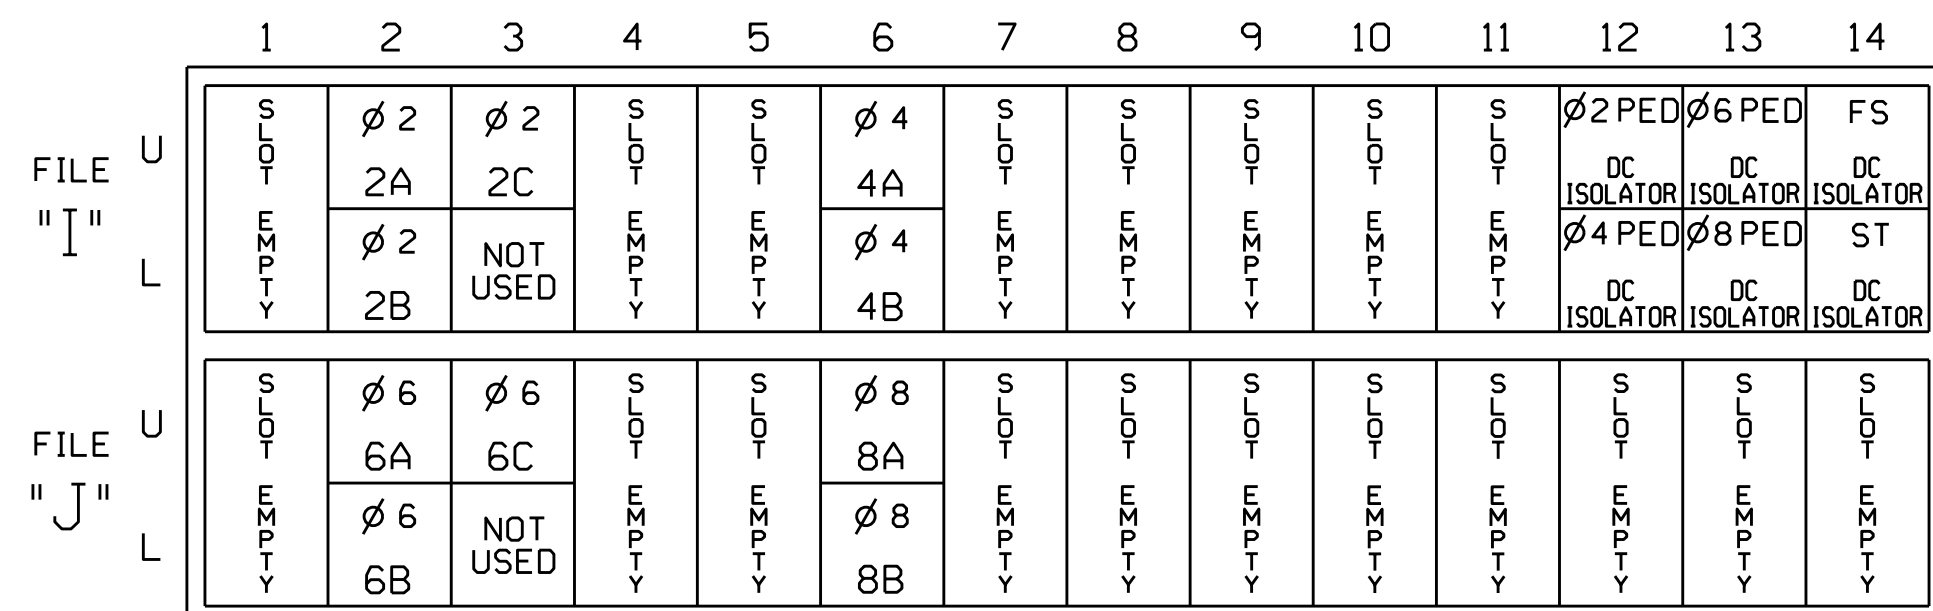 1 2 3 4 5 6 7 8 9 10 11 12 13 14
FILE "I"
U
SLOT EMPTY
Ø 2 2A
Ø 2 2C
SLOT EMPTY
SLOT EMPTY
Ø 4 4A
SLOT EMPTY
SLOT EMPTY
SLOT EMPTY
SLOT EMPTY
SLOT EMPTY
Ø2 PED DC ISOLATOR
Ø6 PED DC ISOLATOR
FS DC ISOLATOR
L
Ø 2 2B
NOT USED
Ø 4 4B
Ø4 PED DC ISOLATOR
Ø8 PED DC ISOLATOR
ST DC ISOLATOR
FILE "J"
U
SLOT EMPTY
Ø 6 6A
Ø 6 6C
SLOT EMPTY
SLOT EMPTY
Ø 8 8A
SLOT EMPTY
SLOT EMPTY
SLOT EMPTY
SLOT EMPTY
SLOT EMPTY
SLOT EMPTY
SLOT EMPTY
SLOT EMPTY
L
Ø 6 6B
NOT USED
Ø 8 8B